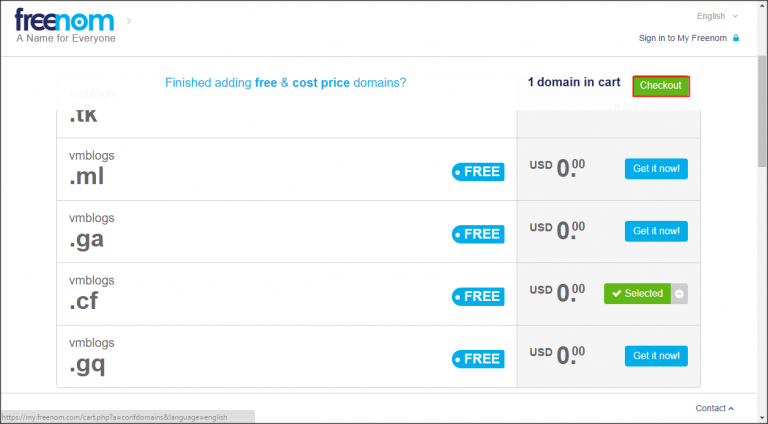 freenom
A Name for Everyone
English
Sign in to My Freenom
Finished adding free & cost price domains?
1 domain in cart
Checkout
.tk
vmblogs
.ml
FREE
USD 0.00
Get it now!
vmblogs
.ga
FREE
USD 0.00
Get it now!
vmblogs
.cf
FREE
USD 0.00
Selected
vmblogs
.gq
FREE
USD 0.00
Get it now!
Contact
https://my.freenom.com/cart.php?a=confdomains&language=english